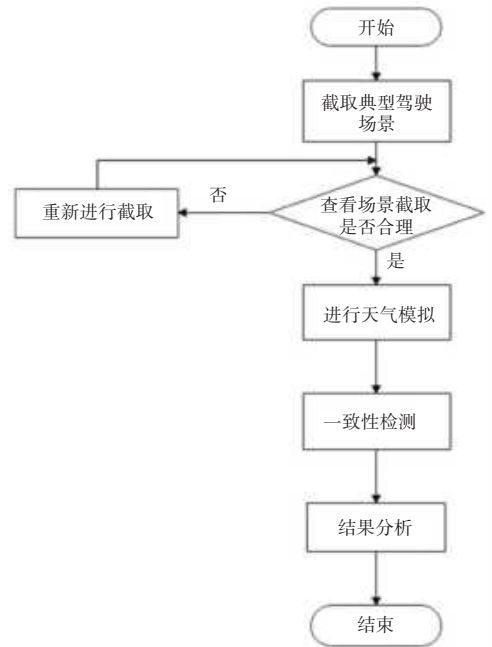 开始
截取典型驾驶
场景
否
重新进行截取
查看场景截取
是否合理
是
进行天气模拟
一致性检测
结果分析
结束